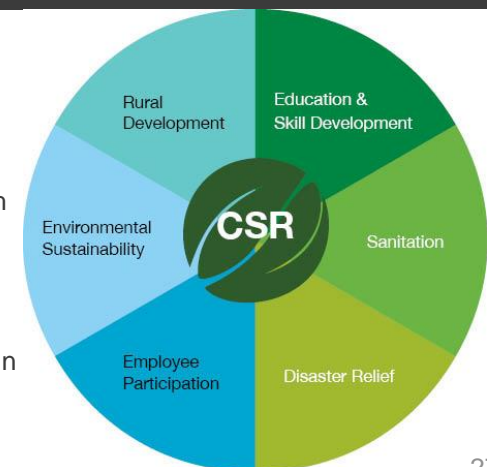 Rural
Development
Education &
Skill Development
n
Environmental
Sustainability
CSR
Sanitation
n
Employee
Participation
Disaster Relief